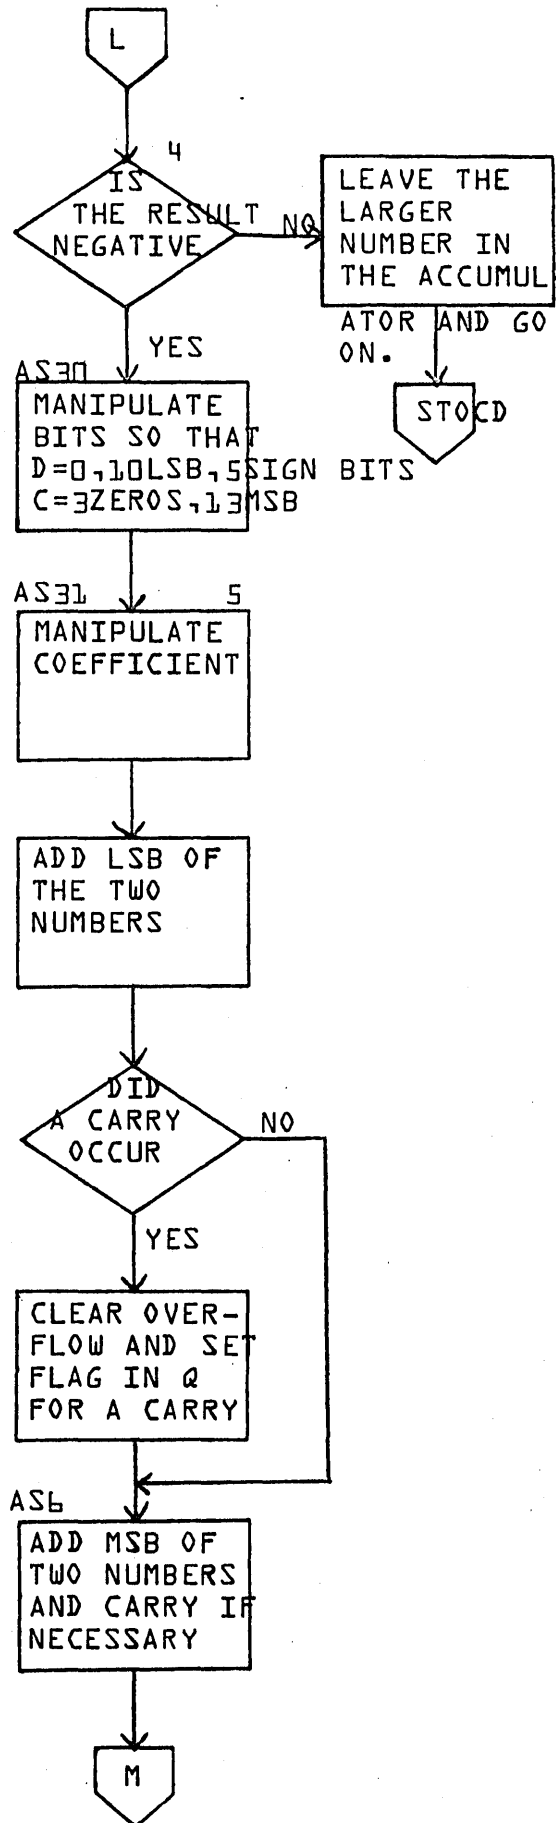 L
4
IS
THE RESULT
NEGATIVE
NO
LEAVE THE
LARGER
NUMBER IN
THE ACCUMUL
ATOR AND GO
ON.
STOCD
YES
AS30
MANIPULATE
BITS SO THAT
D=0,10LSB,5SIGN BITS
C=3ZEROS,13MSB
AS31
5
MANIPULATE
COEFFICIENT
ADD LSB OF
THE TWO
NUMBERS
DID
A CARRY
OCCUR
NO
YES
CLEAR OVER-
FLOW AND SET
FLAG IN Q
FOR A CARRY
AS6
ADD MSB OF
TWO NUMBERS
AND CARRY IF
NECESSARY
M